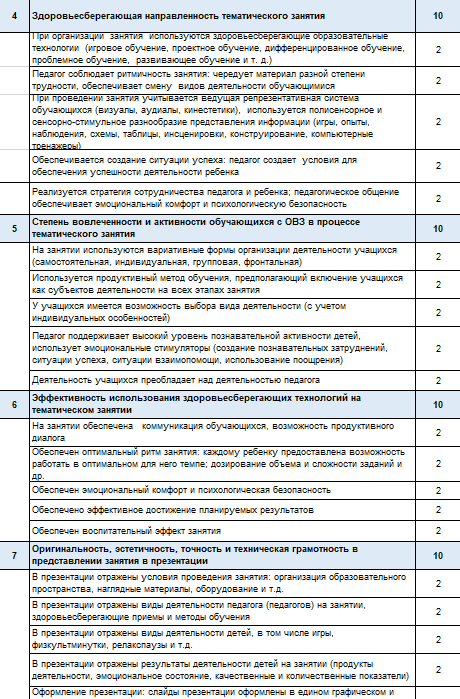 4 Здоровьесберегающая направленность тематического занятия 10
При организации занятия используются здоровьесберегающие образовательные
технологии (игровое обучение, проектное обучение, дифференцированное обучение, 2
проблемное обучение, развивающее обучение и т. д.)
Педагог соблюдает ритмичность занятия: чередует материал разной степени
трудности, обеспечивает смену видов деятельности обучающимися 2
При проведении занятия учитывается ведущая репрезентативная система
обучающихся (визуалы, аудиалы, кинестетики), используется полисенсорное и
сенсорно-стимульное разнообразие представления информации (игры, опыты, 2
наблюдения, схемы, таблицы, инсценировки, конструирование, компьютерные
тренажеры)
Обеспечивается создание ситуации успеха: педагог создает условия для
обеспечения успешности деятельности ребенка 2
Реализуется стратегия сотрудничества педагога и ребенка; педагогическое общение
обеспечивает эмоциональный комфорт и психологическую безопасность 2
5 Степень вовлеченности и активности обучающихся с ОВЗ в процессе 10
тематического занятия
На занятии используются вариативные формы организации деятельности учащихся
(самостоятельная, индивидуальная, групповая, фронтальная) 2
Используется продуктивный метод обучения, предполагающий включение учащихся
как субъектов деятельности на всех этапах занятия 2
У учащихся имеется возможность выбора вида деятельности (с учетом
индивидуальных особенностей) 2
Педагог поддерживает высокий уровень познавательной активности детей,
использует эмоциональные стимуляторы (создание познавательных затруднений, 2
ситуации успеха, ситуации взаимопомощи, использование поощрения)
Деятельность учащихся преобладает над деятельностью педагога 2
6 Эффективность использования здоровьесберегающих технологий на 10
тематическом занятии
На занятии обеспечена коммуникация обучающихся, возможность продуктивного
диалога 2
Обеспечен оптимальный ритм занятия: каждому ребенку предоставлена возможность
работать в оптимальном для него темпе; дозирование объема и сложности заданий и 2
др.
Обеспечен эмоциональный комфорт и психологическая безопасность 2
Обеспечено эффективное достижение планируемых результатов 2
Обеспечен воспитательный эффект занятия 2
7 Оригинальность, эстетичность, точность и техническая грамотность в 10
представлении занятия в презентации
В презентации отражены условия проведения занятия: организация образовательного
пространства, наглядные материалы, оборудование и т.д. 2
В презентации отражены виды деятельности педагога (педагогов) на занятии,
здоровьесберегающие приемы и методы обучения 2
В презентации отражены виды деятельности детей, в том числе игры,
физкультминутки, релакспаузы и т.д. 2
В презентации отражены результаты деятельности детей на занятии (продукты
деятельности, эмоциональное состояние, качественные и количественные показатели) 2
Оформление презентации: слайды презентации оформлены в едином графическом и